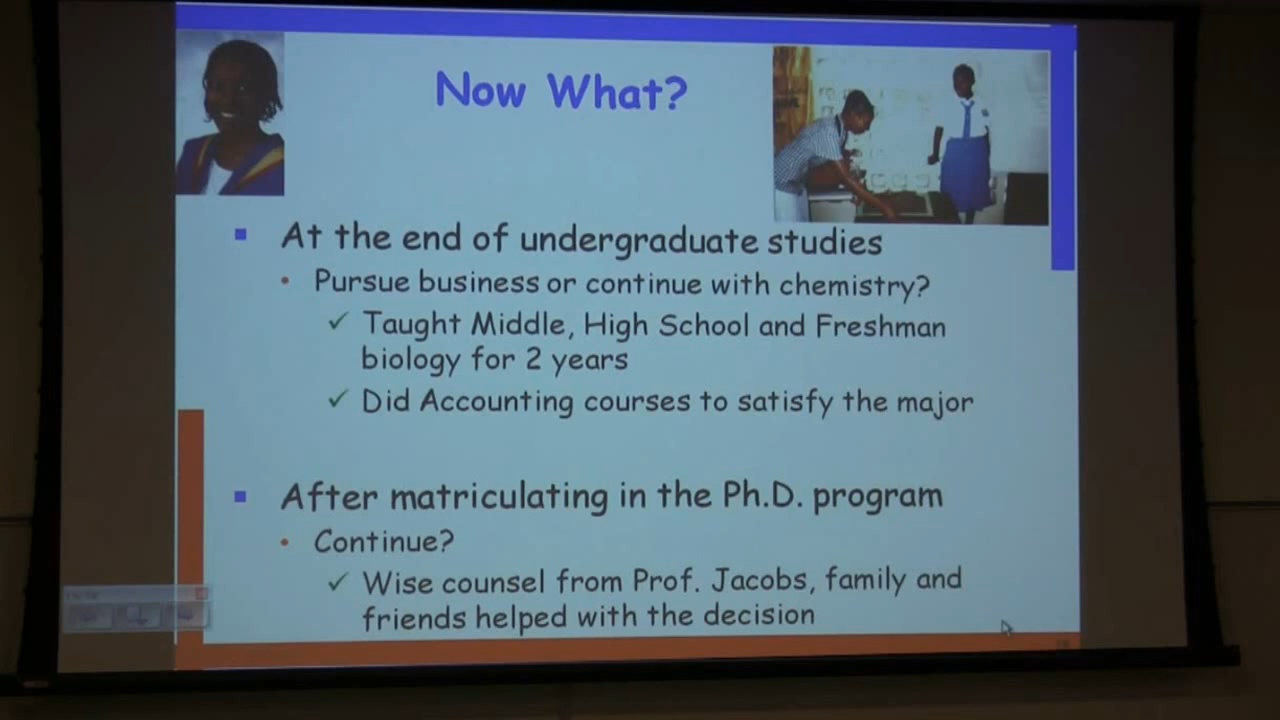 Now What?
At the end of undergraduate studies
Pursue business or continue with chemistry?
Taught Middle, High School and Freshman
biology for 2 years
Did Accounting courses to satisfy the major
After matriculating in the Ph.D. program
Continue?
Wise counsel from Prof. Jacobs, family and
friends helped with the decision